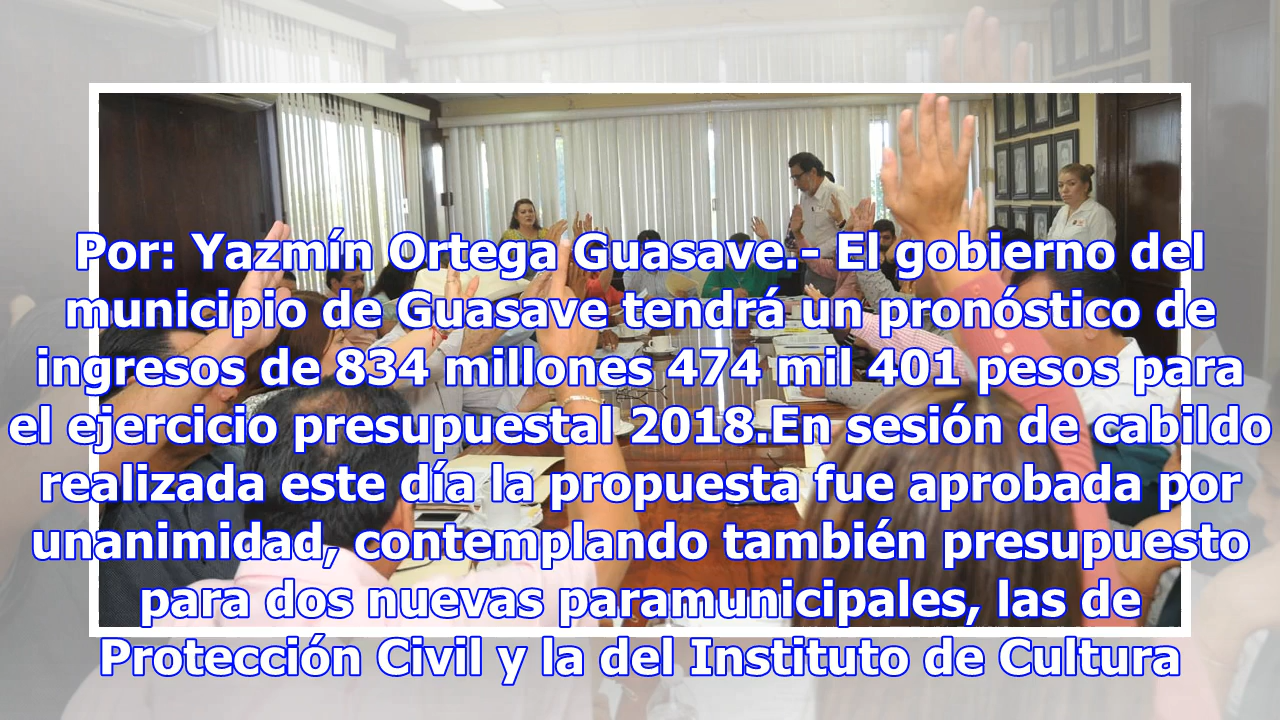 Por: Yazmín Ortega Guasave.- El gobierno del
municipio de Guasave tendrá un pronóstico de
ingresos de 834 millones 474 mil 401 pesos para
el ejercicio presupuestal 2018.En sesión de cabildo
realizada este día la propuesta fue aprobada por
unanimidad, contemplando también presupuesto
para dos nuevas paramunicipales, las de
Protección Civil y la del Instituto de Cultura